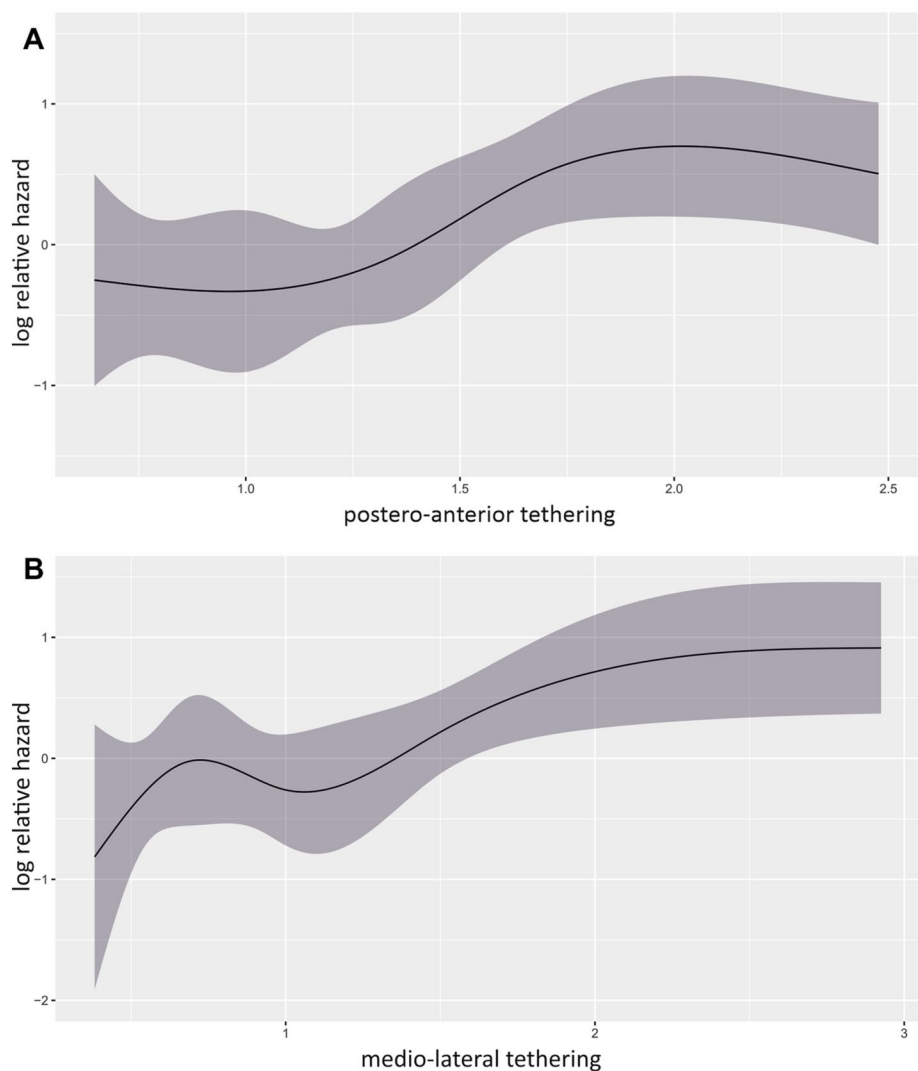 A
log relative hazard
1
0
−1
1.0 1.5 2.0 2.5
postero-anterior tethering
B
log relative hazard
1
0
−1
−2
1 2 3
medio-lateral tethering